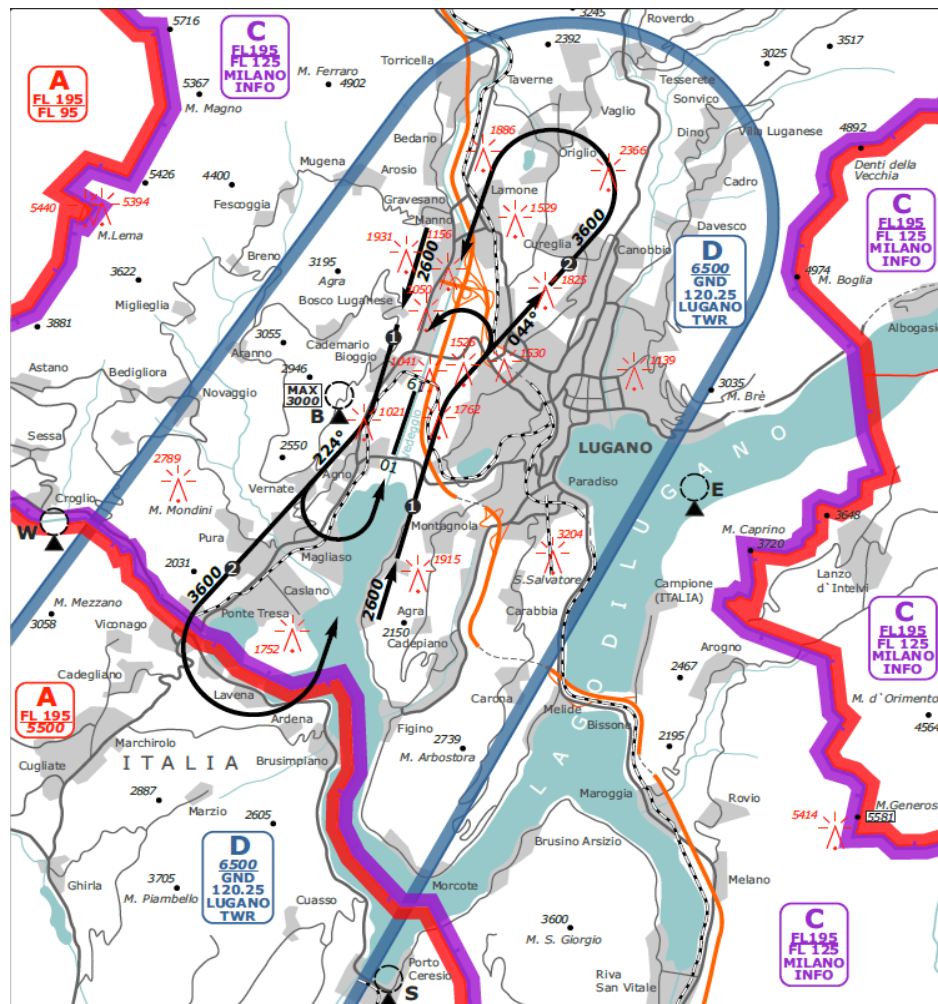 3245
Roverdo
5716
C
FL195
FL 125
MILANO
INFO
2392
3517
3025
Torricella
A
FL 195
FL 95
M. Ferraro
4902
Taverne
Tesserete
5367
M. Magno
Sonvico
Vaglio
Bedano
1886
Dino
Villa Luganese
4892
Origlio
2366
Mugena
Denti della
Vecchia
Arosio
5426
4400
Fescoggia
Lamone
Cadro
C
FL195
FL 125
MILANO
INFO
5440
5394
M.Lema
Gravesano
Manno
1529
3600
Davesco
1931
1156
2600
Cureglia
Canobbio
D
6500
GND
120.25
LUGANO
TWR
Breno
3195
Agra
2
4974
M. Boglia
3622
Miglieglia
Bosco Luganese
1825
1050
3881
3055
Aranno
Cademario
Bioggio
1
044°
Albogasio
1526
1530
Astano
Bedigliora
2946
1041
1139
Novaggio
MAX
3000
B
19
3035
M. Brè
1021
1762
Vedeggio
Sessa
2550
224°
LUGANO
2789
01
Agno
Paradiso
Croglio
M. Mondini
Vernate
E
W
1
Montagnola
3648
Pura
Magliaso
3204
M. Caprino
3720
2031
3600
2
1915
S.Salvatore
Lanzo
d`Intelvi
Caslano
2600
Campione
(ITALIA)
M. Mezzano
3058
Ponte Tresa
Agra
2150
Carabbia
C
FL195
FL 125
MILANO
INFO
Viconago
1752
Cadepiano
Arogno
Cadegliano
2467
A
FL 195
5500
Lavena
Carona
M. d`Orimento
4564
Ardena
Melide
Figino
Bissone
Marchirolo
2739
M. Arbostora
2195
Cugliate
ITALIA
Brusimpiano
LAGO DI LUGANO
2887
Maroggia
Rovio
M.Generoso
5581
Marzio
2605
5414
D
6500
GND
120.25
LUGANO
TWR
Brusino Arsizio
Ghirla
3705
M. Piambello
Morcote
Melano
Cuasso
C
FL195
FL 125
MILANO
INFO
3600
M. S. Giorgio
Porto
Ceresio
S
Riva
San Vitale